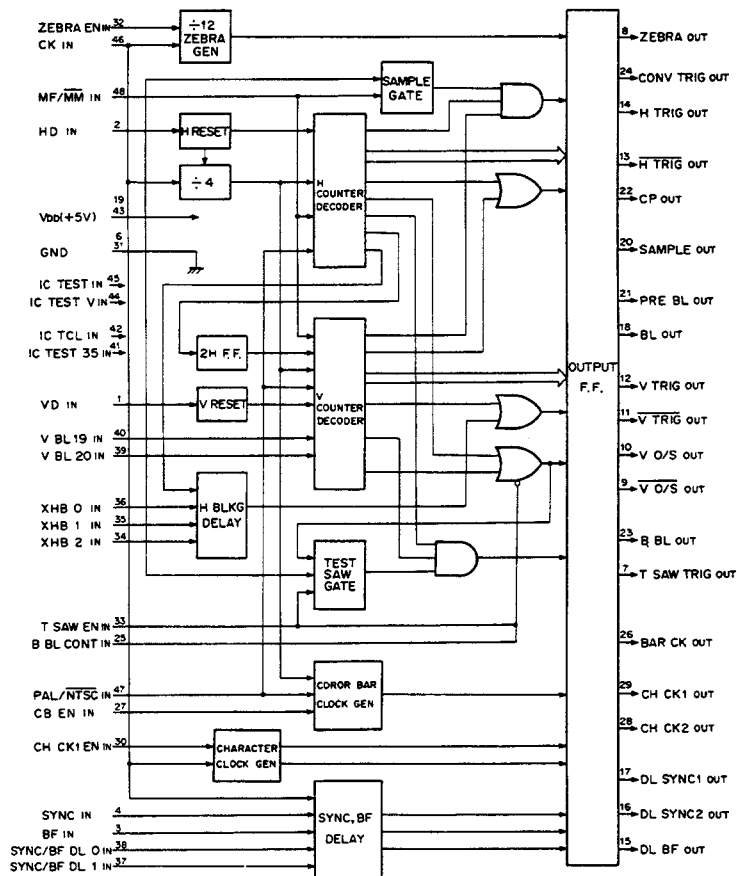 ZEBRA EN IN 32
CK IN 46
÷12
ZEBRA
GEN
MF/M̅M̅ IN 48
SAMPLE
GATE
HD IN 2
H RESET
÷4
H
COUNTER
DECODER
19
VDD(+5V) 43
6
GND 31
IC TEST IN 45
IC TEST V IN 44
IC TCL IN 42
IC TEST 35 IN 41
2H F.F.
VD IN 1
V RESET
V
COUNTER
DECODER
V BL 19 IN 40
V BL 20 IN 39
XHB 0 IN 36
XHB 1 IN 35
XHB 2 IN 34
H BLKG
DELAY
TEST
SAW
GATE
T SAW EN IN 33
B BL CONT IN 25
PAL/N̅T̅S̅C̅ IN 47
CB EN IN 27
CDROR BAR
CLOCK GEN
CH CK1 EN IN 30
CHARACTER
CLOCK GEN
SYNC IN 4
BF IN 3
SYNC/BF DL 0 IN 38
SYNC/BF DL 1 IN 37
SYNC, BF
DELAY
OUTPUT
F.F.
8 ZEBRA OUT
24 CONV TRIG OUT
14 H TRIG OUT
13 H̅ ̅T̅R̅I̅G̅ OUT
22 CP OUT
20 SAMPLE OUT
21 PRE BL OUT
18 BL OUT
12 V TRIG OUT
11 V̅ ̅T̅R̅I̅G̅ OUT
10 V O/S OUT
9 V̅ ̅O̅/̅S̅ OUT
23 B BL OUT
7 T SAW TRIG OUT
26 BAR CK OUT
29 CH CK1 OUT
28 CH CK2 OUT
17 DL SYNC1 OUT
16 DL SYNC2 OUT
15 DL BF OUT